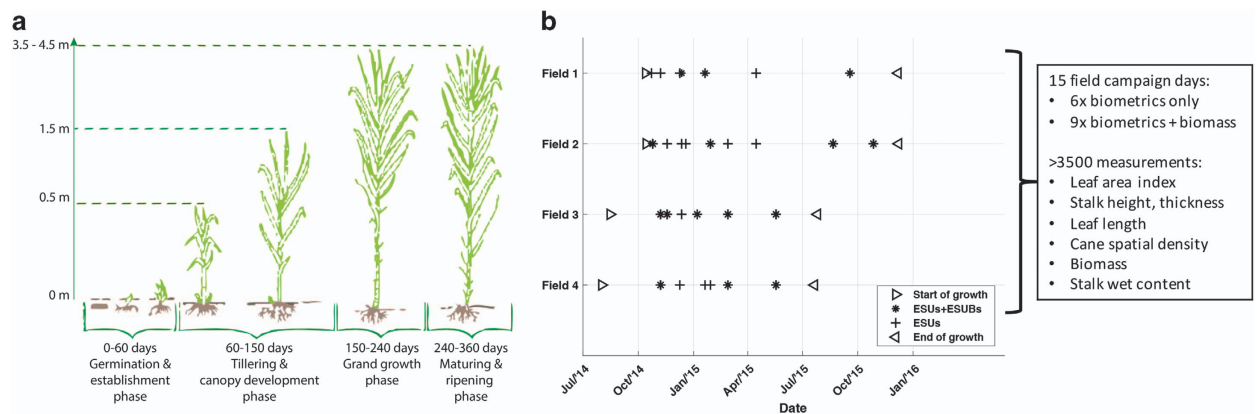 a
3.5 - 4.5 m
1.5 m
0.5 m
0 m
0-60 days
Germination &
establishment
phase
60-150 days
Tillering &
canopy development
phase
150-240 days
Grand growth
phase
240-360 days
Maturing &
ripening
phase
b
Field 1
Field 2
Field 3
Field 4
Start of growth
ESUs+ESUBs
ESUs
End of growth
Jul/'14
Oct/'14
Jan/'15
Apr/'15
Jul/'15
Oct/'15
Jan/'16
Date
15 field campaign days:
• 6x biometrics only
• 9x biometrics + biomass
>3500 measurements:
• Leaf area index
• Stalk height, thickness
• Leaf length
• Cane spatial density
• Biomass
• Stalk wet content